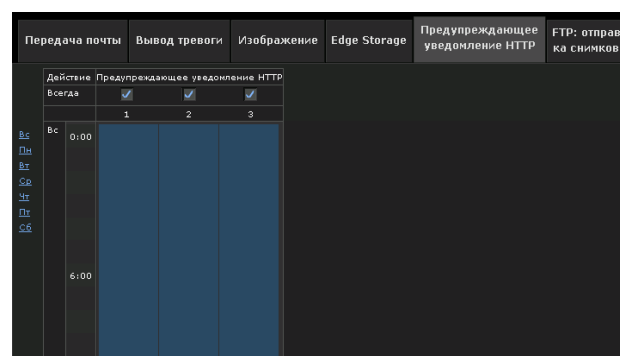 Передача почты Вывод тревоги Изображение Edge Storage Предупреждающее уведомление HTTP FTP: отправ
ка снимков
Действие Предупреждающее уведомление HTTP
Всегда
1 2 3
Вс 0:00
Вс
Пн
Вт
Ср
Чт
Пт
Сб
6:00